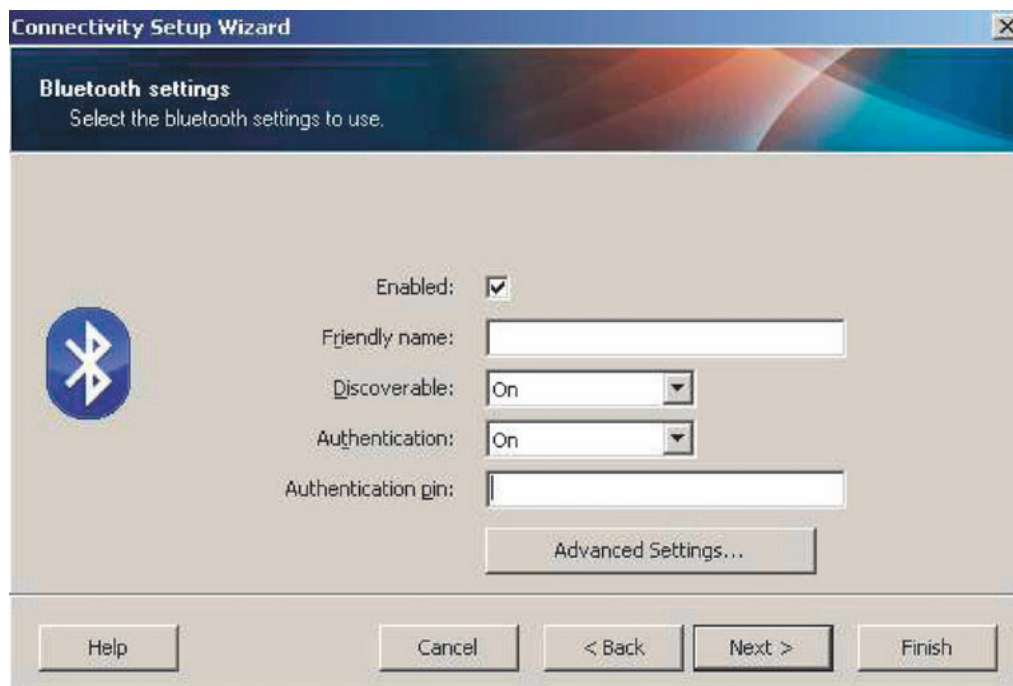 Connectivity Setup Wizard
Bluetooth settings
Select the bluetooth settings to use.
Enabled:
Friendly name:
Discoverable: On
Authentication: On
Authentication pin:
Advanced Settings...
Help Cancel < Back Next > Finish